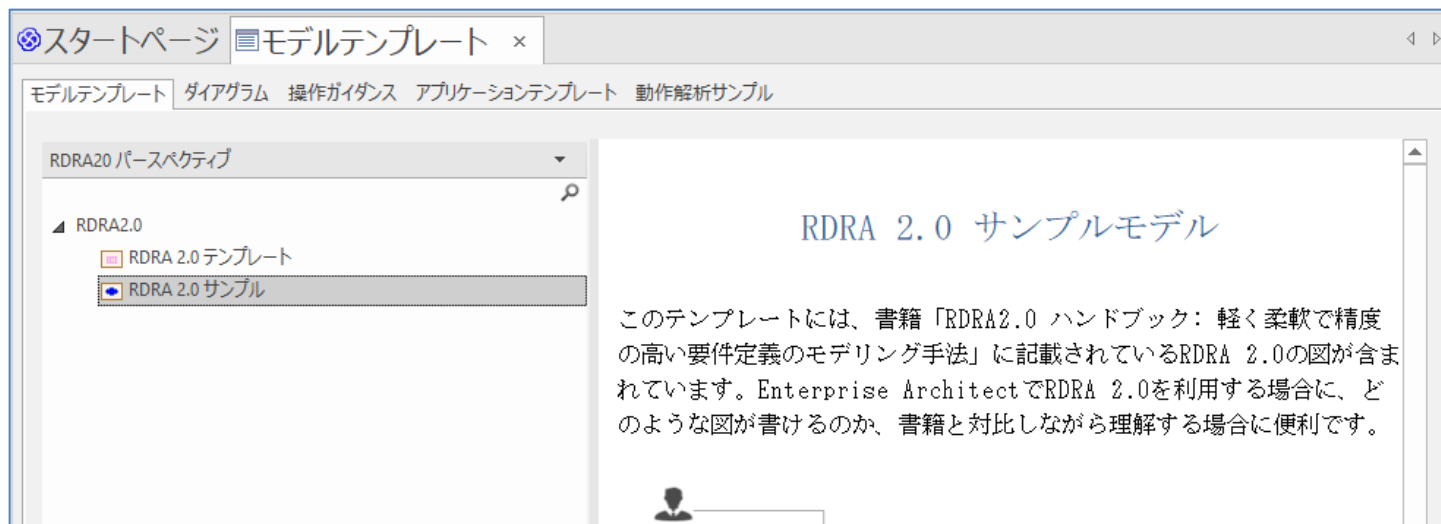 スタートページ モデルテンプレート ×
モデルテンプレート ダイアグラム 操作ガイダンス アプリケーションテンプレート 動作解析サンプル
RDRA20 パースペクティブ
RDRA2.0
RDRA 2.0 テンプレート
RDRA 2.0 サンプル
RDRA 2.0 サンプルモデル
このテンプレートには、書籍「RDRA2.0 ハンドブック: 軽く柔軟で精度
の高い要件定義のモデリング手法」に記載されているRDRA 2.0の図が含ま
れています。Enterprise ArchitectでRDRA 2.0を利用する場合に、ど
のような図が書けるのか、書籍と対比しながら理解する場合に便利です。